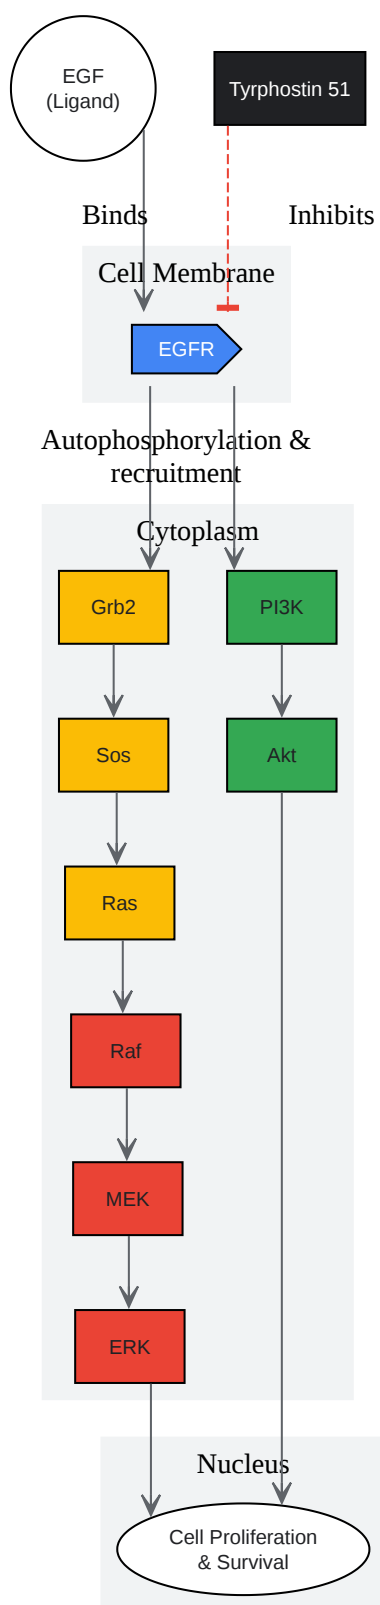 EGF
(Ligand)
Tyrphostin 51
Binds
Inhibits
Cell Membrane
EGFR
Autophosphorylation &
recruitment
Cytoplasm
Grb2
PI3K
Sos
Akt
Ras
Raf
MEK
ERK
Nucleus
Cell Proliferation
& Survival